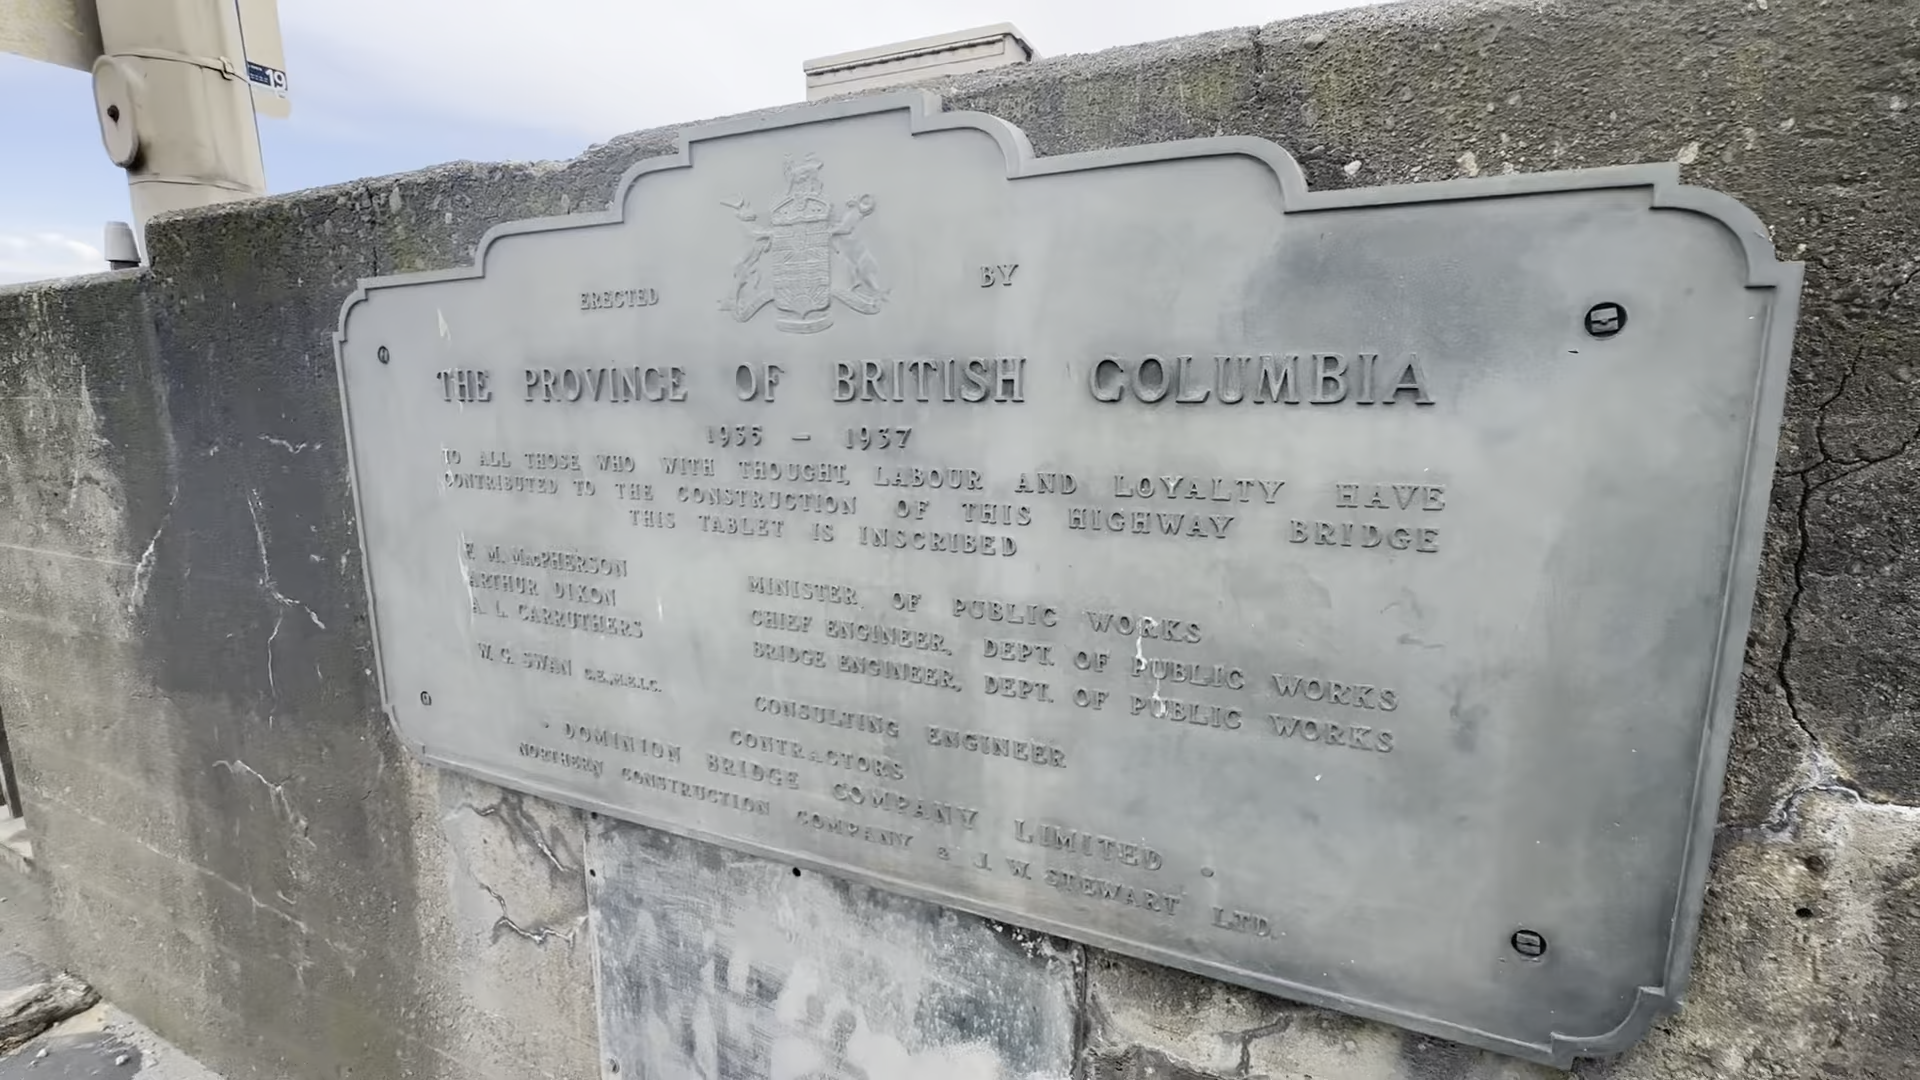 19
ERECTED BY
THE PROVINCE OF BRITISH COLUMBIA
1935 — 1937
TO ALL THOSE WHO WITH THOUGHT, LABOUR AND LOYALTY HAVE
CONTRIBUTED TO THE CONSTRUCTION OF THIS HIGHWAY BRIDGE
THIS TABLET IS INSCRIBED
F. M. MACPHERSON MINISTER OF PUBLIC WORKS
ARTHUR DIXON CHIEF ENGINEER, DEPT. OF PUBLIC WORKS
A. L. CARRUTHERS BRIDGE ENGINEER, DEPT. OF PUBLIC WORKS
W. G. SWAN C.E., M.E.I.C. CONSULTING ENGINEER
CONTRACTORS
· DOMINION BRIDGE COMPANY LIMITED ·
NORTHERN CONSTRUCTION COMPANY & J. W. STEWART LTD.